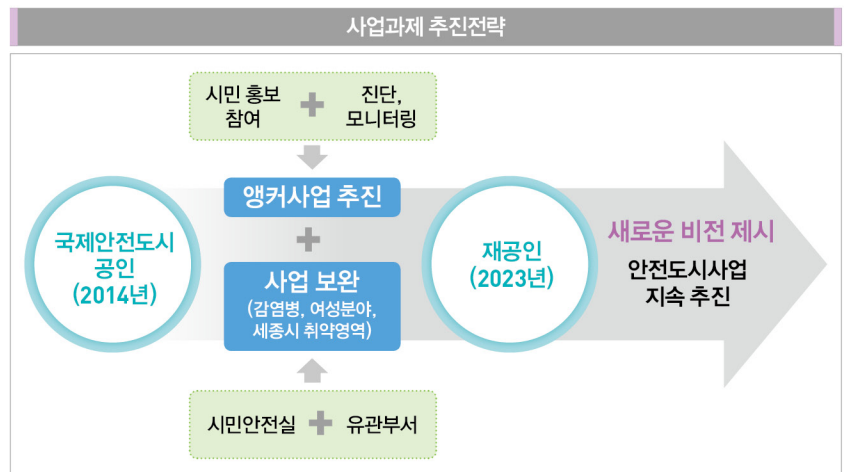 사업과제 추진전략
시민 홍보
참여
+
진단,
모니터링
앵커사업 추진
+
사업 보완
(감염병, 여성분야,
세종시 취약영역)
국제안전도시
공인
(2014년)
재공인
(2023년)
새로운 비전 제시
안전도시사업
지속 추진
시민안전실
+
유관부서